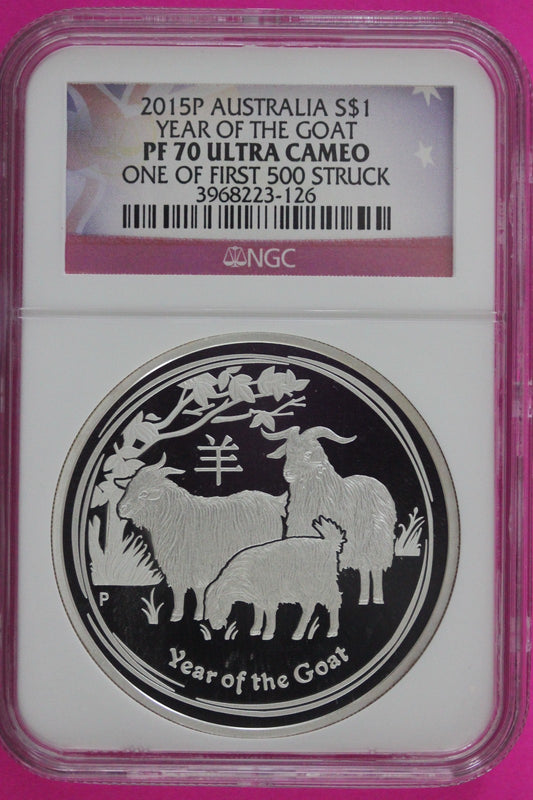 2015P AUSTRALIA S$1
YEAR OF THE GOAT
PF 70 ULTRA CAMEO
ONE OF FIRST 500 STRUCK
3968223-126
NGC
羊
P
Year of the Goat